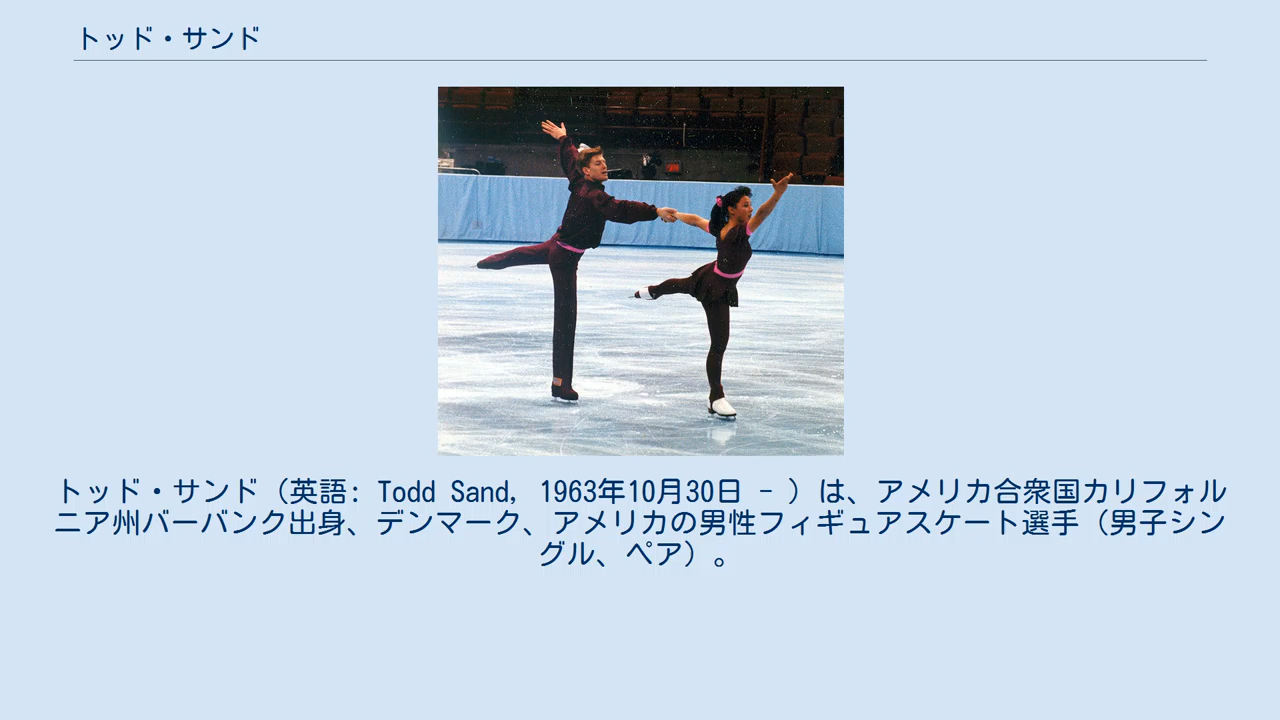 トッド・サンド
トッド・サンド（英語: Todd Sand, 1963年10月30日 - ）は、アメリカ合衆国カリフォル
ニア州バーバンク出身、デンマーク、アメリカの男性フィギュアスケート選手（男子シン
グル、ペア）。